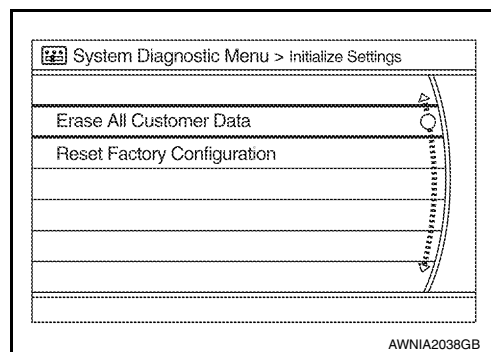 System Diagnostic Menu > Initialize Settings
Erase All Customer Data
Reset Factory Configuration
AWNIA2038GB